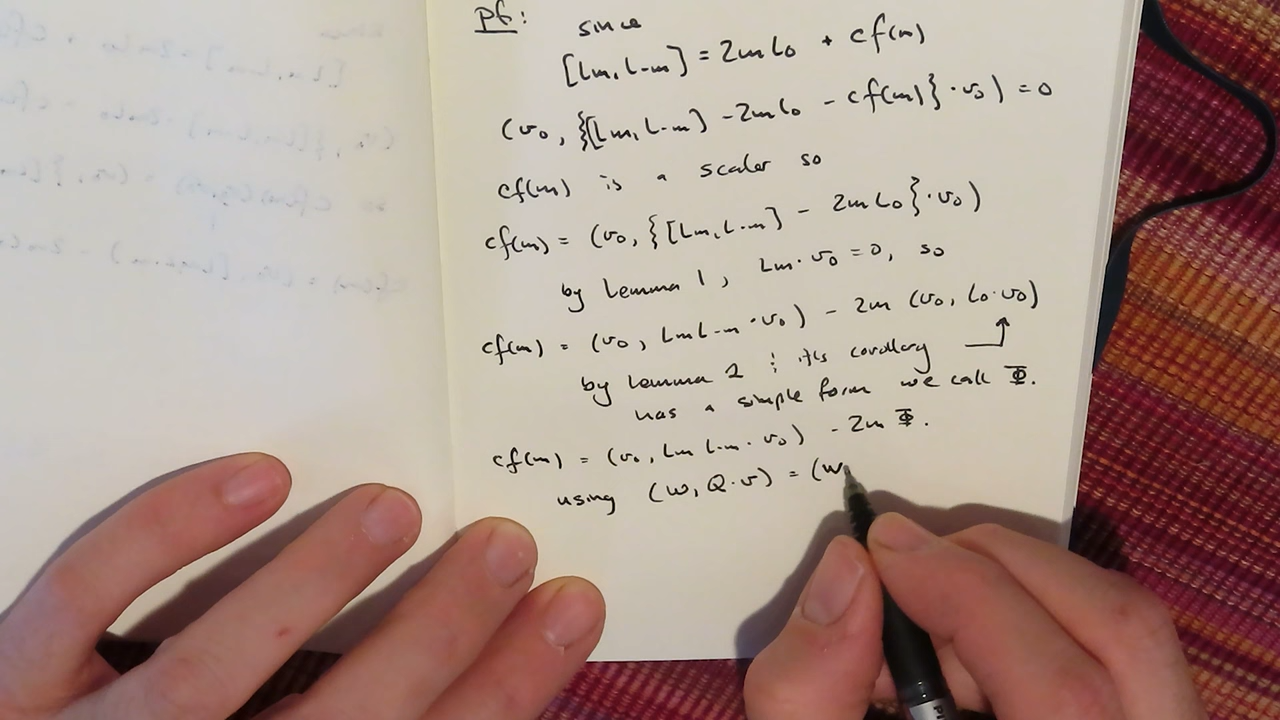 Pf: since
[Lm, L-m] = 2mL0 + cf(m)
(v0, {[Lm, L-m] - 2mL0 - cf(m)} · v0) = 0
cf(m) is a scalar so
cf(m) = (v0, {[Lm, L-m] - 2mL0} · v0)
by Lemma 1, Lm · v0 = 0, so
cf(m) = (v0, LmL-m · v0) - 2m (v0, L0 · v0)
by Lemma 2 & its corollary
has a simple form we call Φ.
cf(m) = (v0, Lm L-m · v0) - 2m Φ.
using (w, Q · v) = (w